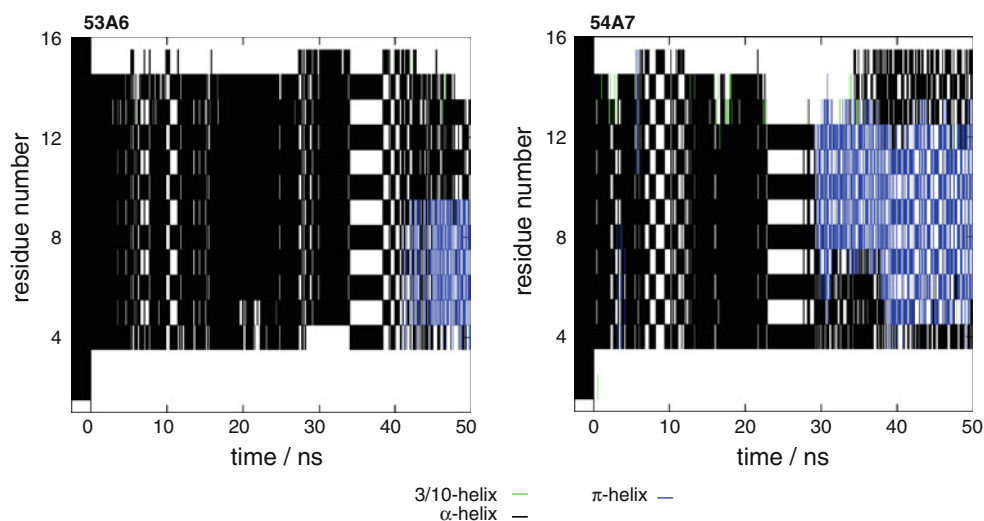 53A6
16
12
8
4
residue number
0 10 20 30 40 50
time / ns
54A7
16
12
8
4
residue number
0 10 20 30 40 50
time / ns
3/10-helix
α-helix
π-helix